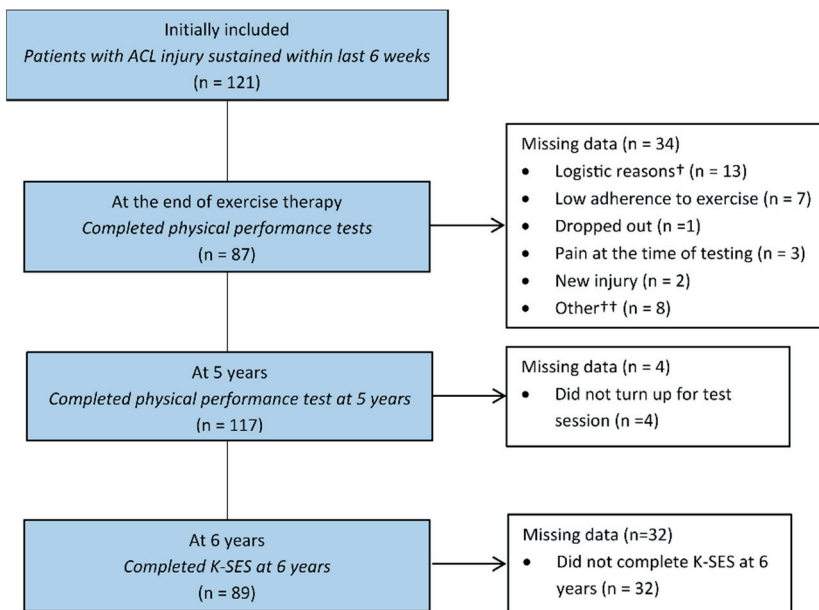 Initially included
Patients with ACL injury sustained within last 6 weeks
(n = 121)
Missing data (n = 34)
• Logistic reasons† (n = 13)
• Low adherence to exercise (n = 7)
• Dropped out (n =1)
• Pain at the time of testing (n = 3)
• New injury (n = 2)
• Other†† (n = 8)
At the end of exercise therapy
Completed physical performance tests
(n = 87)
At 5 years
Completed physical performance test at 5 years
(n = 117)
Missing data (n = 4)
• Did not turn up for test
session (n =4)
At 6 years
Completed K-SES at 6 years
(n = 89)
Missing data (n=32)
• Did not complete K-SES at 6
years (n = 32)